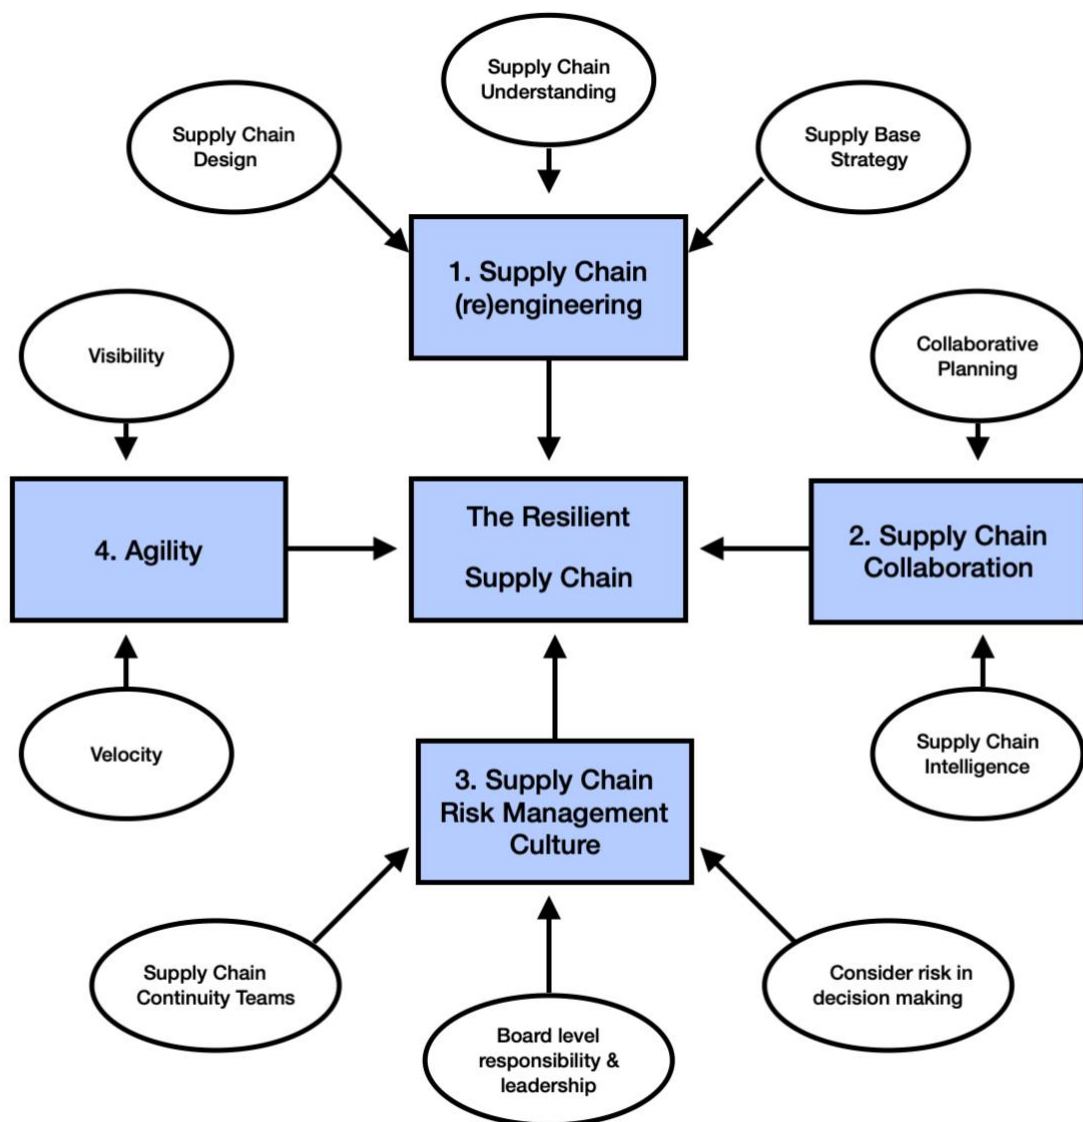 Supply Chain
Understanding
Supply Chain
Design
Supply Base
Strategy
1. Supply Chain
(re)engineering
Visibility
Collaborative
Planning
4. Agility
The Resilient
Supply Chain
2. Supply Chain
Collaboration
Velocity
Supply Chain
Intelligence
3. Supply Chain
Risk Management
Culture
Supply Chain
Continuity Teams
Board level
responsibility &
leadership
Consider risk in
decision making